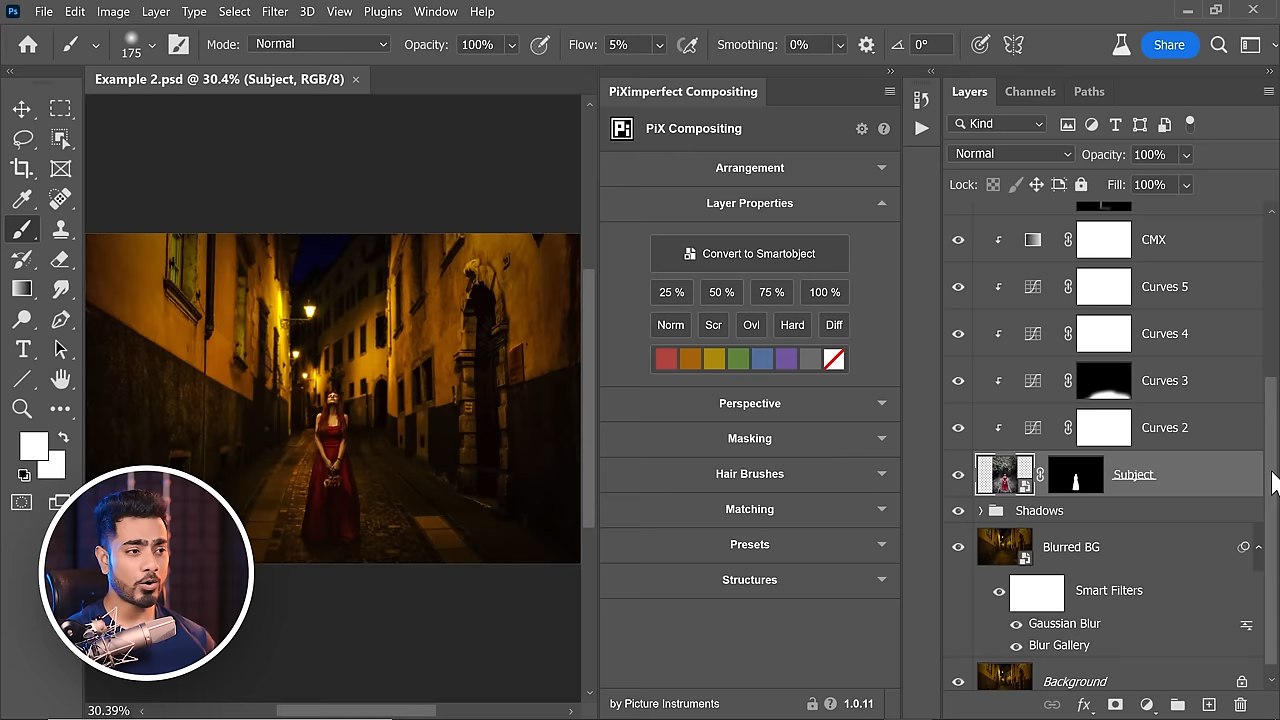 Ps File Edit Image Layer Type Select Filter 3D View Plugins Window Help
175 Mode: Normal Opacity: 100% Flow: 5% Smoothing: 0% 0° Share
Example 2.psd @ 30.4% (Subject, RGB/8) ×
PiXimperfect Compositing
Pi PiX Compositing
Arrangement
Layer Properties
Convert to Smartobject
25 % 50 % 75 % 100 %
Norm Scr Ovl Hard Diff
Perspective
Masking
Hair Brushes
Matching
Presets
Structures
by Picture Instruments 1.0.11
30.39%
Layers Channels Paths
Kind
Normal Opacity: 100%
Lock: Fill: 100%
CMX
Curves 5
Curves 4
Curves 3
Curves 2
Subject
Shadows
Blurred BG
Smart Filters
Gaussian Blur
Blur Gallery
Background
fx